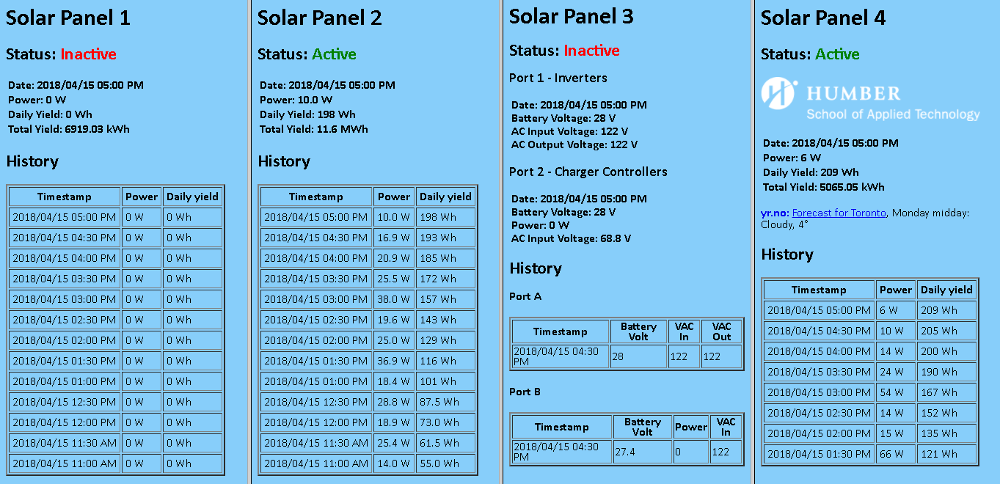 Solar Panel 1
Status: Inactive
Date: 2018/04/15 05:00 PM
Power: 0 W
Daily Yield: 0 Wh
Total Yield: 6919.03 kWh
History
Timestamp Power Daily yield
2018/04/15 05:00 PM 0 W 0 Wh
2018/04/15 04:30 PM 0 W 0 Wh
2018/04/15 04:00 PM 0 W 0 Wh
2018/04/15 03:30 PM 0 W 0 Wh
2018/04/15 03:00 PM 0 W 0 Wh
2018/04/15 02:30 PM 0 W 0 Wh
2018/04/15 02:00 PM 0 W 0 Wh
2018/04/15 01:30 PM 0 W 0 Wh
2018/04/15 01:00 PM 0 W 0 Wh
2018/04/15 12:30 PM 0 W 0 Wh
2018/04/15 12:00 PM 0 W 0 Wh
2018/04/15 11:30 AM 0 W 0 Wh
2018/04/15 11:00 AM 0 W 0 Wh
Solar Panel 2
Status: Active
Date: 2018/04/15 05:00 PM
Power: 10.0 W
Daily Yield: 198 Wh
Total Yield: 11.6 MWh
History
Timestamp Power Daily yield
2018/04/15 05:00 PM 10.0 W 198 Wh
2018/04/15 04:30 PM 16.9 W 193 Wh
2018/04/15 04:00 PM 20.9 W 185 Wh
2018/04/15 03:30 PM 25.5 W 172 Wh
2018/04/15 03:00 PM 38.0 W 157 Wh
2018/04/15 02:30 PM 19.6 W 143 Wh
2018/04/15 02:00 PM 25.0 W 129 Wh
2018/04/15 01:30 PM 36.9 W 116 Wh
2018/04/15 01:00 PM 18.4 W 101 Wh
2018/04/15 12:30 PM 28.8 W 87.5 Wh
2018/04/15 12:00 PM 18.9 W 73.0 Wh
2018/04/15 11:30 AM 25.4 W 61.5 Wh
2018/04/15 11:00 AM 14.0 W 55.0 Wh
Solar Panel 3
Status: Inactive
Port 1 - Inverters
Date: 2018/04/15 05:00 PM
Battery Voltage: 28 V
AC Input Voltage: 122 V
AC Output Voltage: 122 V
Port 2 - Charger Controllers
Date: 2018/04/15 05:00 PM
Battery Voltage: 28 V
Power: 0 W
AC Input Voltage: 68.8 V
History
Port A
Timestamp Battery Volt VAC In VAC Out
2018/04/15 04:30 PM 28 122 122
Port B
Timestamp Battery Volt Power VAC In
2018/04/15 04:30 PM 27.4 0 122
Solar Panel 4
Status: Active
HUMBER
School of Applied Technology
Date: 2018/04/15 05:00 PM
Power: 6 W
Daily Yield: 209 Wh
Total Yield: 5065.05 kWh
yr.no: Forecast for Toronto, Monday midday:
Cloudy, 4°
History
Timestamp Power Daily yield
2018/04/15 05:00 PM 6 W 209 Wh
2018/04/15 04:30 PM 10 W 205 Wh
2018/04/15 04:00 PM 14 W 200 Wh
2018/04/15 03:30 PM 24 W 190 Wh
2018/04/15 03:00 PM 54 W 167 Wh
2018/04/15 02:30 PM 14 W 152 Wh
2018/04/15 02:00 PM 15 W 135 Wh
2018/04/15 01:30 PM 66 W 121 Wh